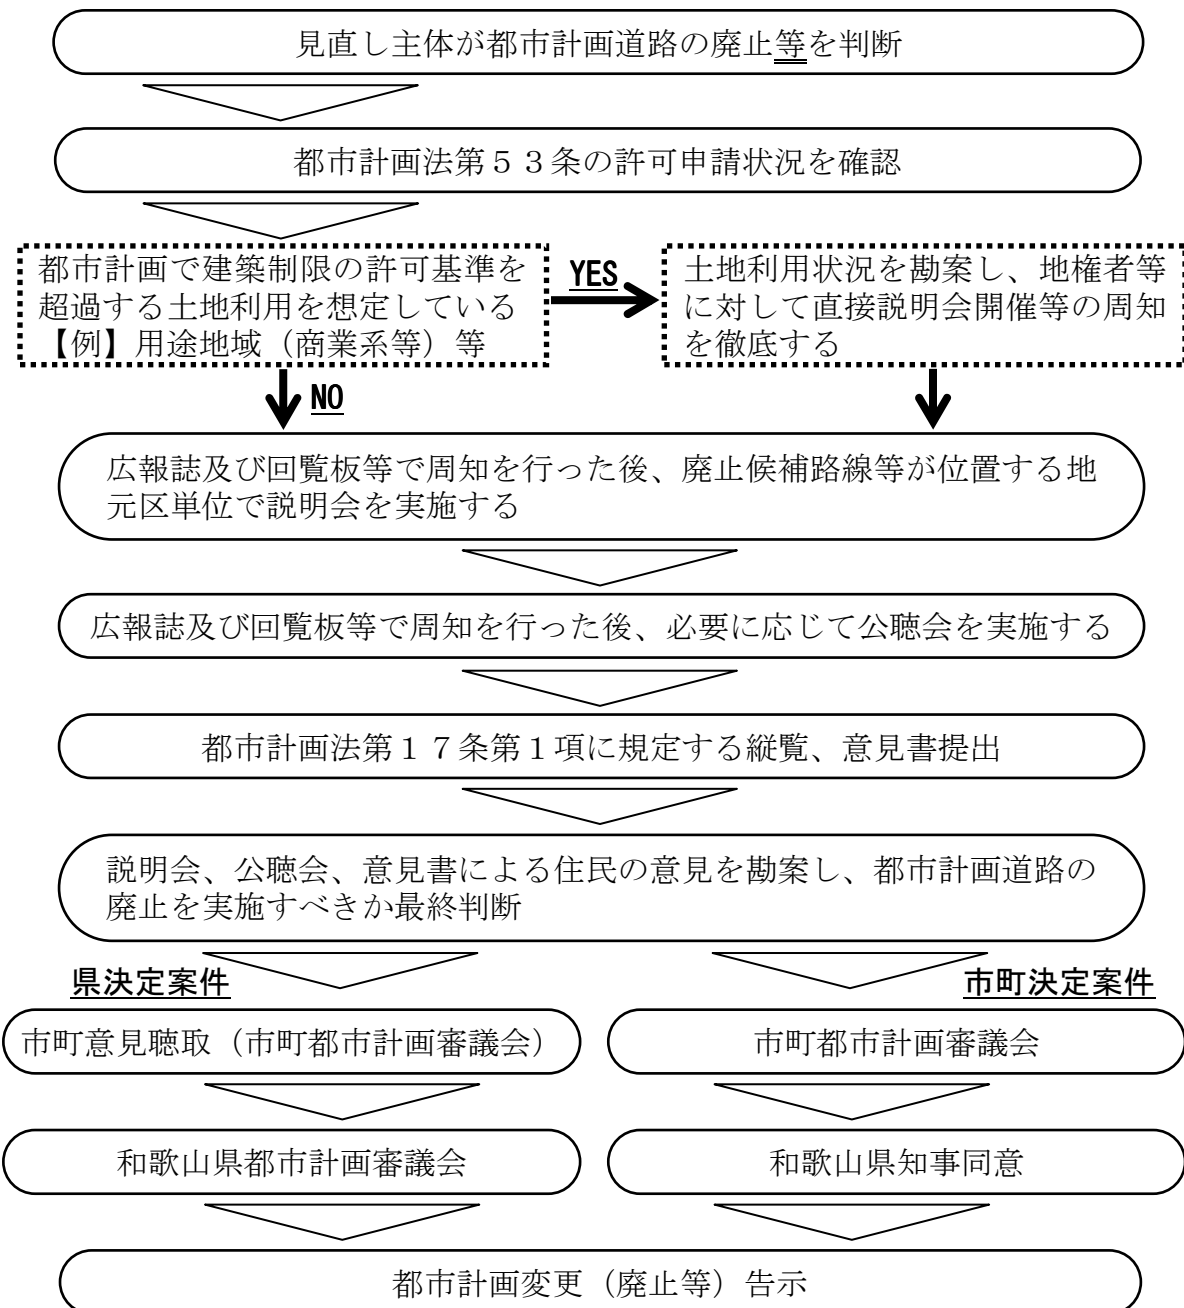 見直し主体が都市計画道路の廃止等を判断
都市計画法第５３条の許可申請状況を確認
都市計画で建築制限の許可基準を
超過する土地利用を想定している
【例】用途地域（商業系等）等
YES
土地利用状況を勘案し、地権者等
に対して直接説明会開催等の周知
を徹底する
NO
広報誌及び回覧板等で周知を行った後、廃止候補路線等が位置する地
元区単位で説明会を実施する
広報誌及び回覧板等で周知を行った後、必要に応じて公聴会を実施する
都市計画法第１７条第１項に規定する縦覧、意見書提出
説明会、公聴会、意見書による住民の意見を勘案し、都市計画道路の
廃止を実施すべきか最終判断
県決定案件
市町決定案件
市町意見聴取（市町都市計画審議会）
市町都市計画審議会
和歌山県都市計画審議会
和歌山県知事同意
都市計画変更（廃止等）告示